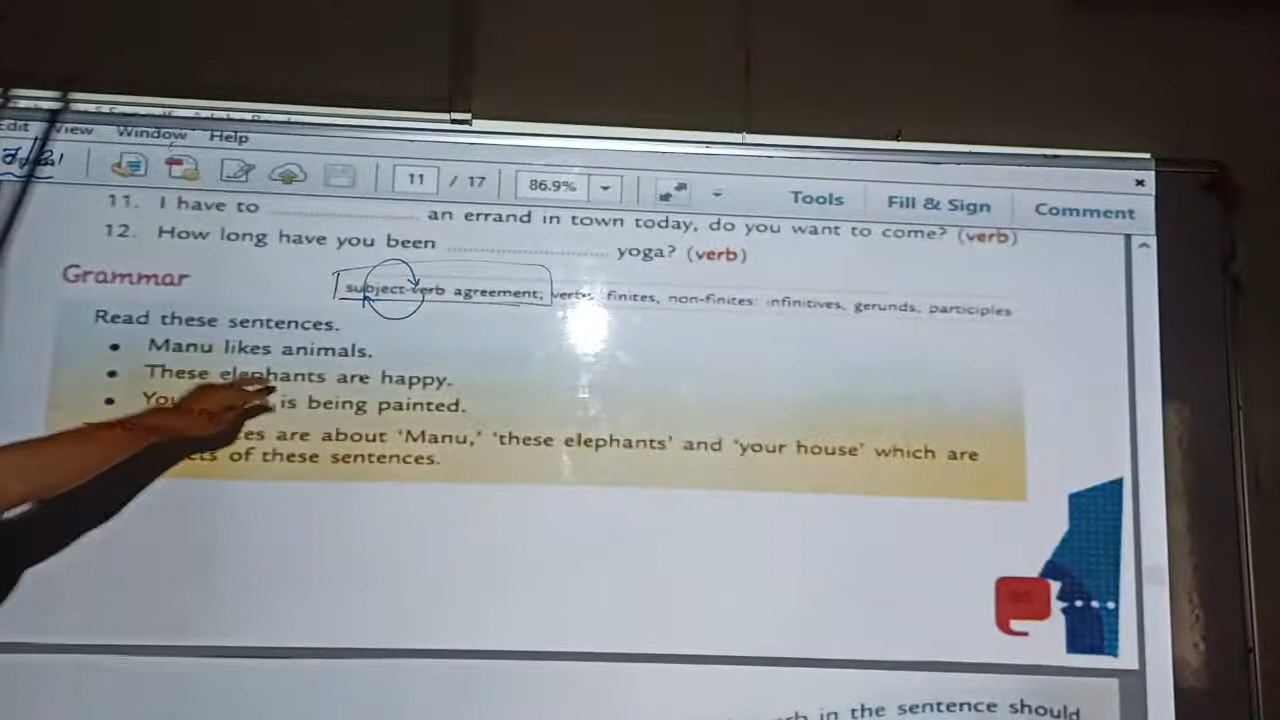 Edit View Window Help
11 / 17 86.9% Tools Fill & Sign Comment
11. I have to .................... an errand in town today, do you want to come? (verb)
12. How long have you been .................... yoga? (verb)
Grammar
subject-verb agreement; verbs: finites, non-finites: infinitives, gerunds, participles
Read these sentences.
• Manu likes animals.
• These elephants are happy.
• is being painted.
are about 'Manu,' 'these elephants' and 'your house' which are
of these sentences.
in the sentence should